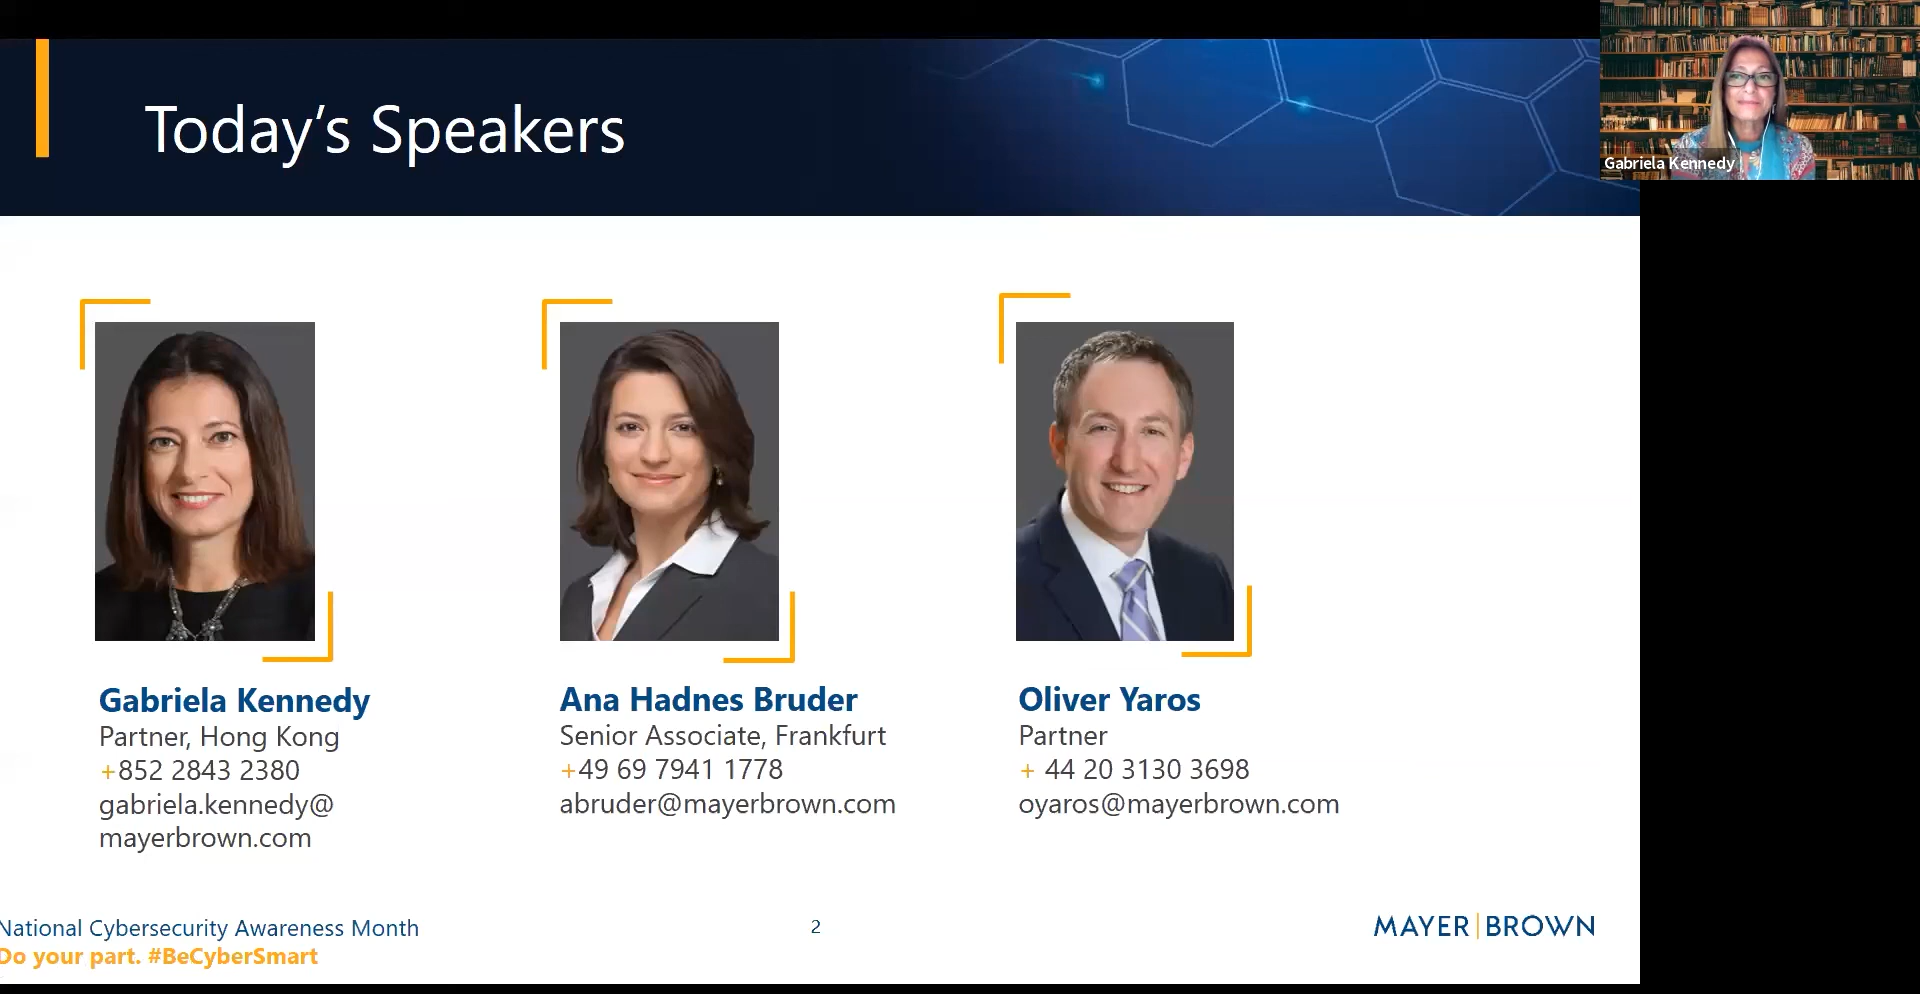 Today's Speakers
Gabriela Kennedy
Gabriela Kennedy
Partner, Hong Kong
+852 2843 2380
gabriela.kennedy@
mayerbrown.com
Ana Hadnes Bruder
Senior Associate, Frankfurt
+49 69 7941 1778
abruder@mayerbrown.com
Oliver Yaros
Partner
+ 44 20 3130 3698
oyaros@mayerbrown.com
National Cybersecurity Awareness Month
Do your part. #BeCyberSmart
2
MAYER|BROWN